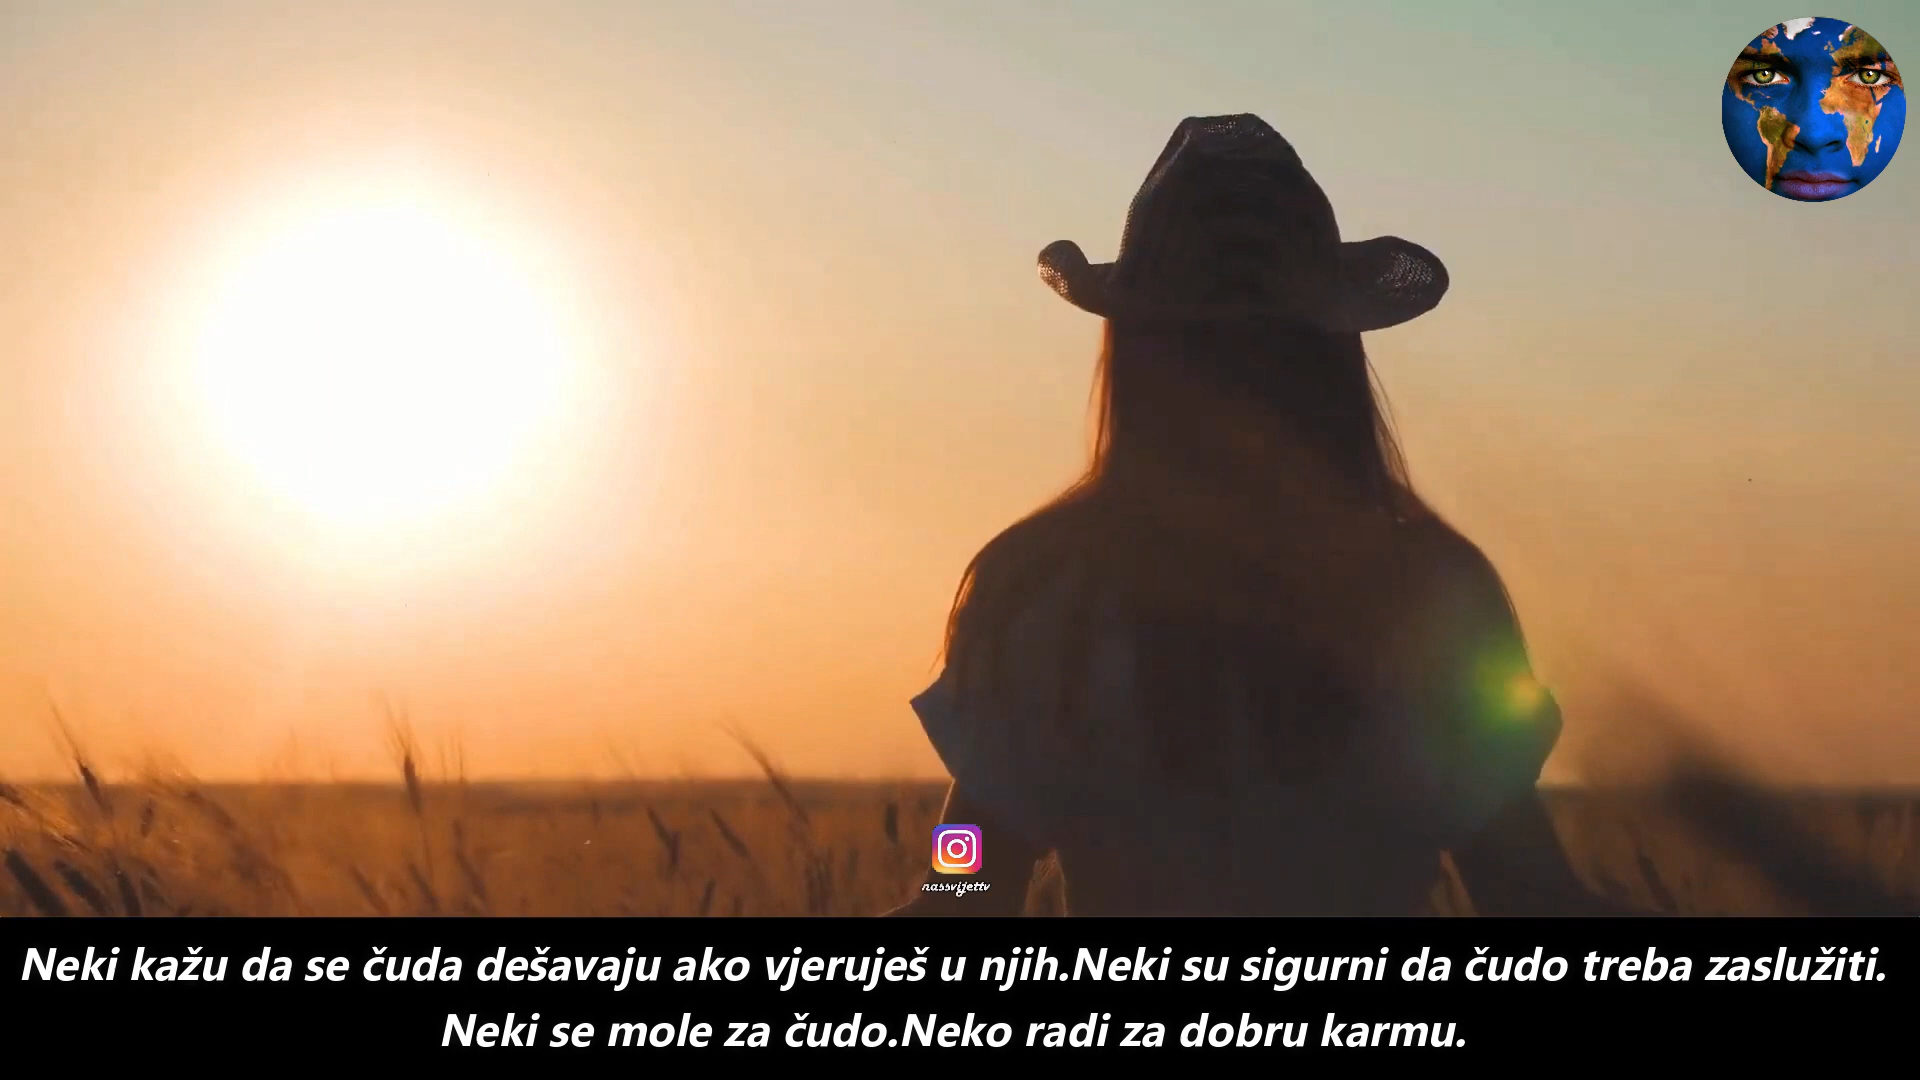 nassvijettv
Neki kažu da se čuda dešavaju ako vjeruješ u njih.Neki su sigurni da čudo treba zaslužiti.
Neki se mole za čudo.Neko radi za dobru karmu.